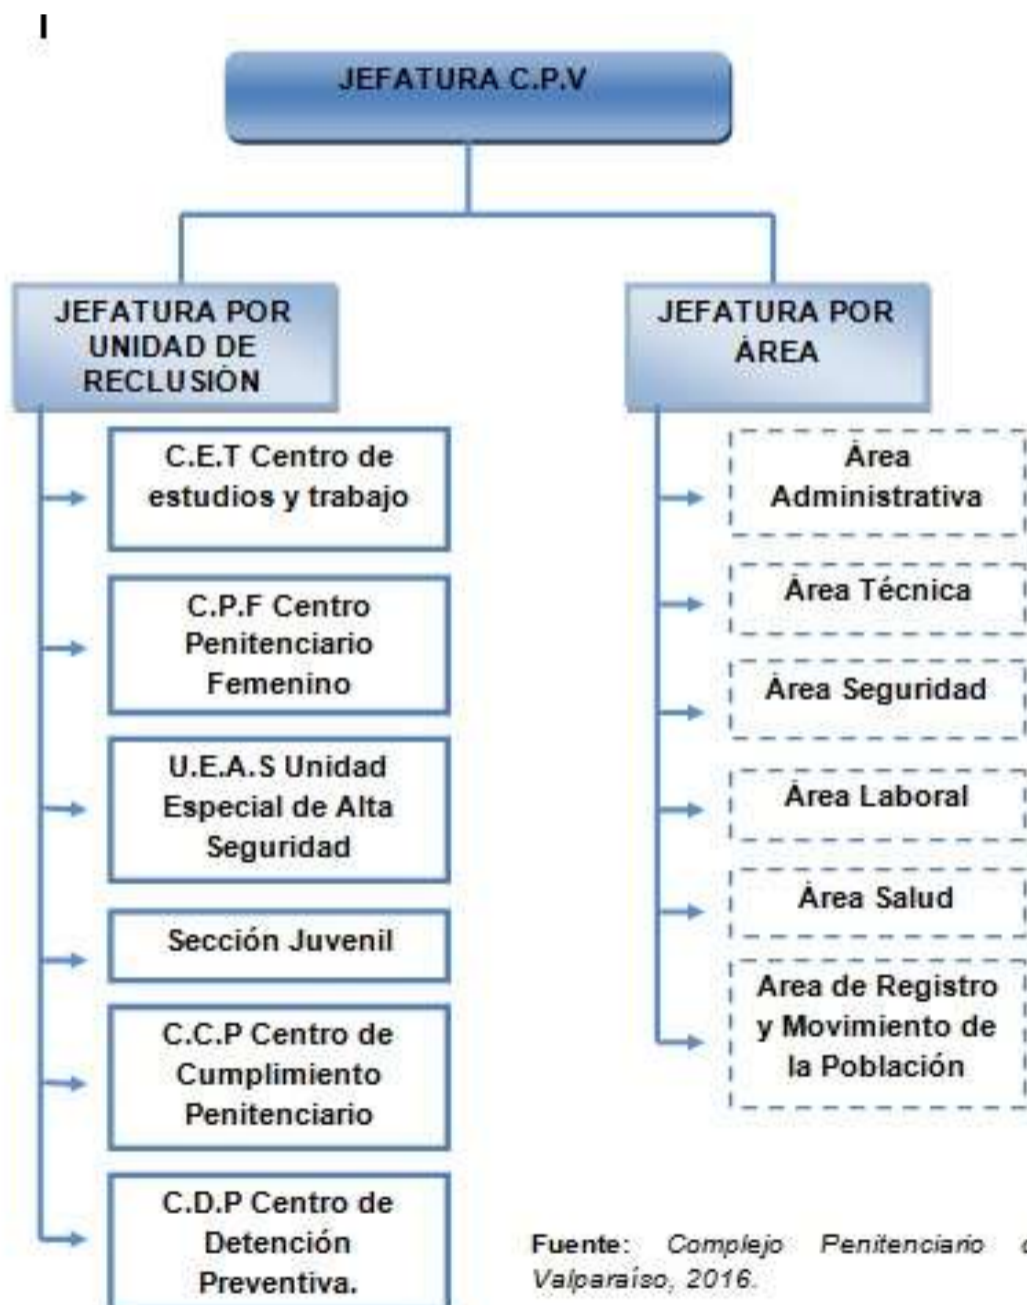 JEFATURA C.P.V
JEFATURA POR
UNIDAD DE
RECLUSIÓN
C.E.T Centro de
estudios y trabajo
C.P.F Centro
Penitenciario
Femenino
U.E.A.S Unidad
Especial de Alta
Seguridad
Sección Juvenil
C.C.P Centro de
Cumplimiento
Penitenciario
C.D.P Centro de
Detención
Preventiva.
JEFATURA POR
ÁREA
Área
Administrativa
Área Técnica
Área Seguridad
Área Laboral
Área Salud
Area de Registro
y Movimiento de
la Población
Fuente: Complejo Penitenciario
Valparaíso, 2016.